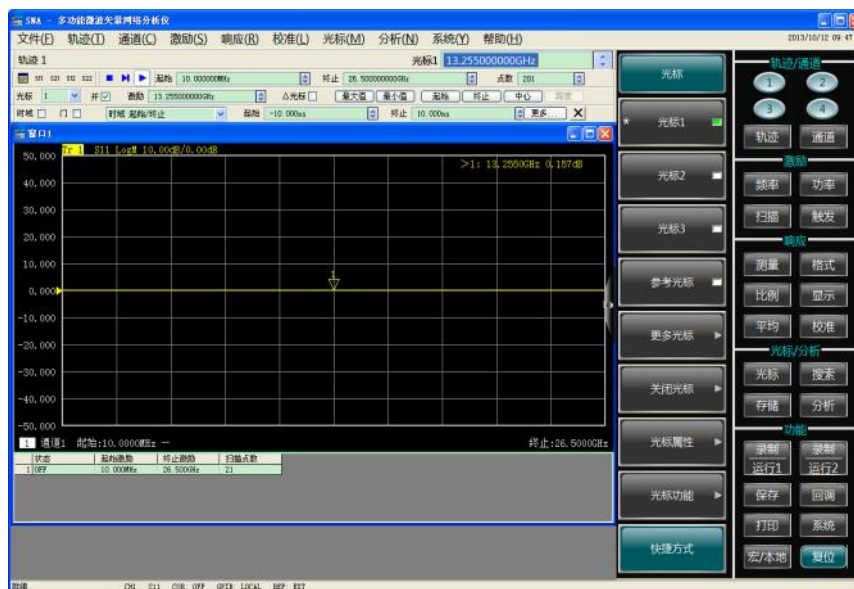 SNA - 多功能微波矢量网络分析仪
文件(F) 轨迹(T) 通道(C) 激励(S) 响应(R) 校准(L) 光标(M) 分析(N) 系统(Y) 帮助(H)
2013/10/12 09:47
轨迹 1 光标1 13.255000000GHz
S11 S21 S12 S22 起始 10.000000MHz 终止 26.500000000GHz 点数 201
光标 1 开 激励 13.255000000GHz △光标 最大值 最小值 起始 终止 中心
时域 门 时域 起始/终止 起始 -10.000ns 终止 10.000ns 更多...
窗口1
Tr 1 S11 LogM 10.00dB/0.00dB
>1: 13.2550GHz 0.157dB
50.000
40.000
30.000
20.000
10.000
1
0.000
-10.000
-20.000
-30.000
-40.000
-50.000
1 通道1 起始:10.0000MHz 终止:26.5000GHz
状态 起始激励 终止激励 扫描点数
1 OFF 10.000MHz 26.500GHz 21
就绪 CH1 S11 COR OFF GPIB LOCAL REF EXT
光标
* 光标1
光标2
光标3
参考光标
更多光标
关闭光标
光标属性
光标功能
快捷方式
轨迹/通道
1 2
3 4
轨迹 通道
激励
频率 功率
扫描 触发
响应
测量 格式
比例 显示
平均 校准
光标/分析
光标 搜索
存储 分析
功能
录制 录制
运行1 运行2
保存 回调
打印 系统
宏/本地 复位